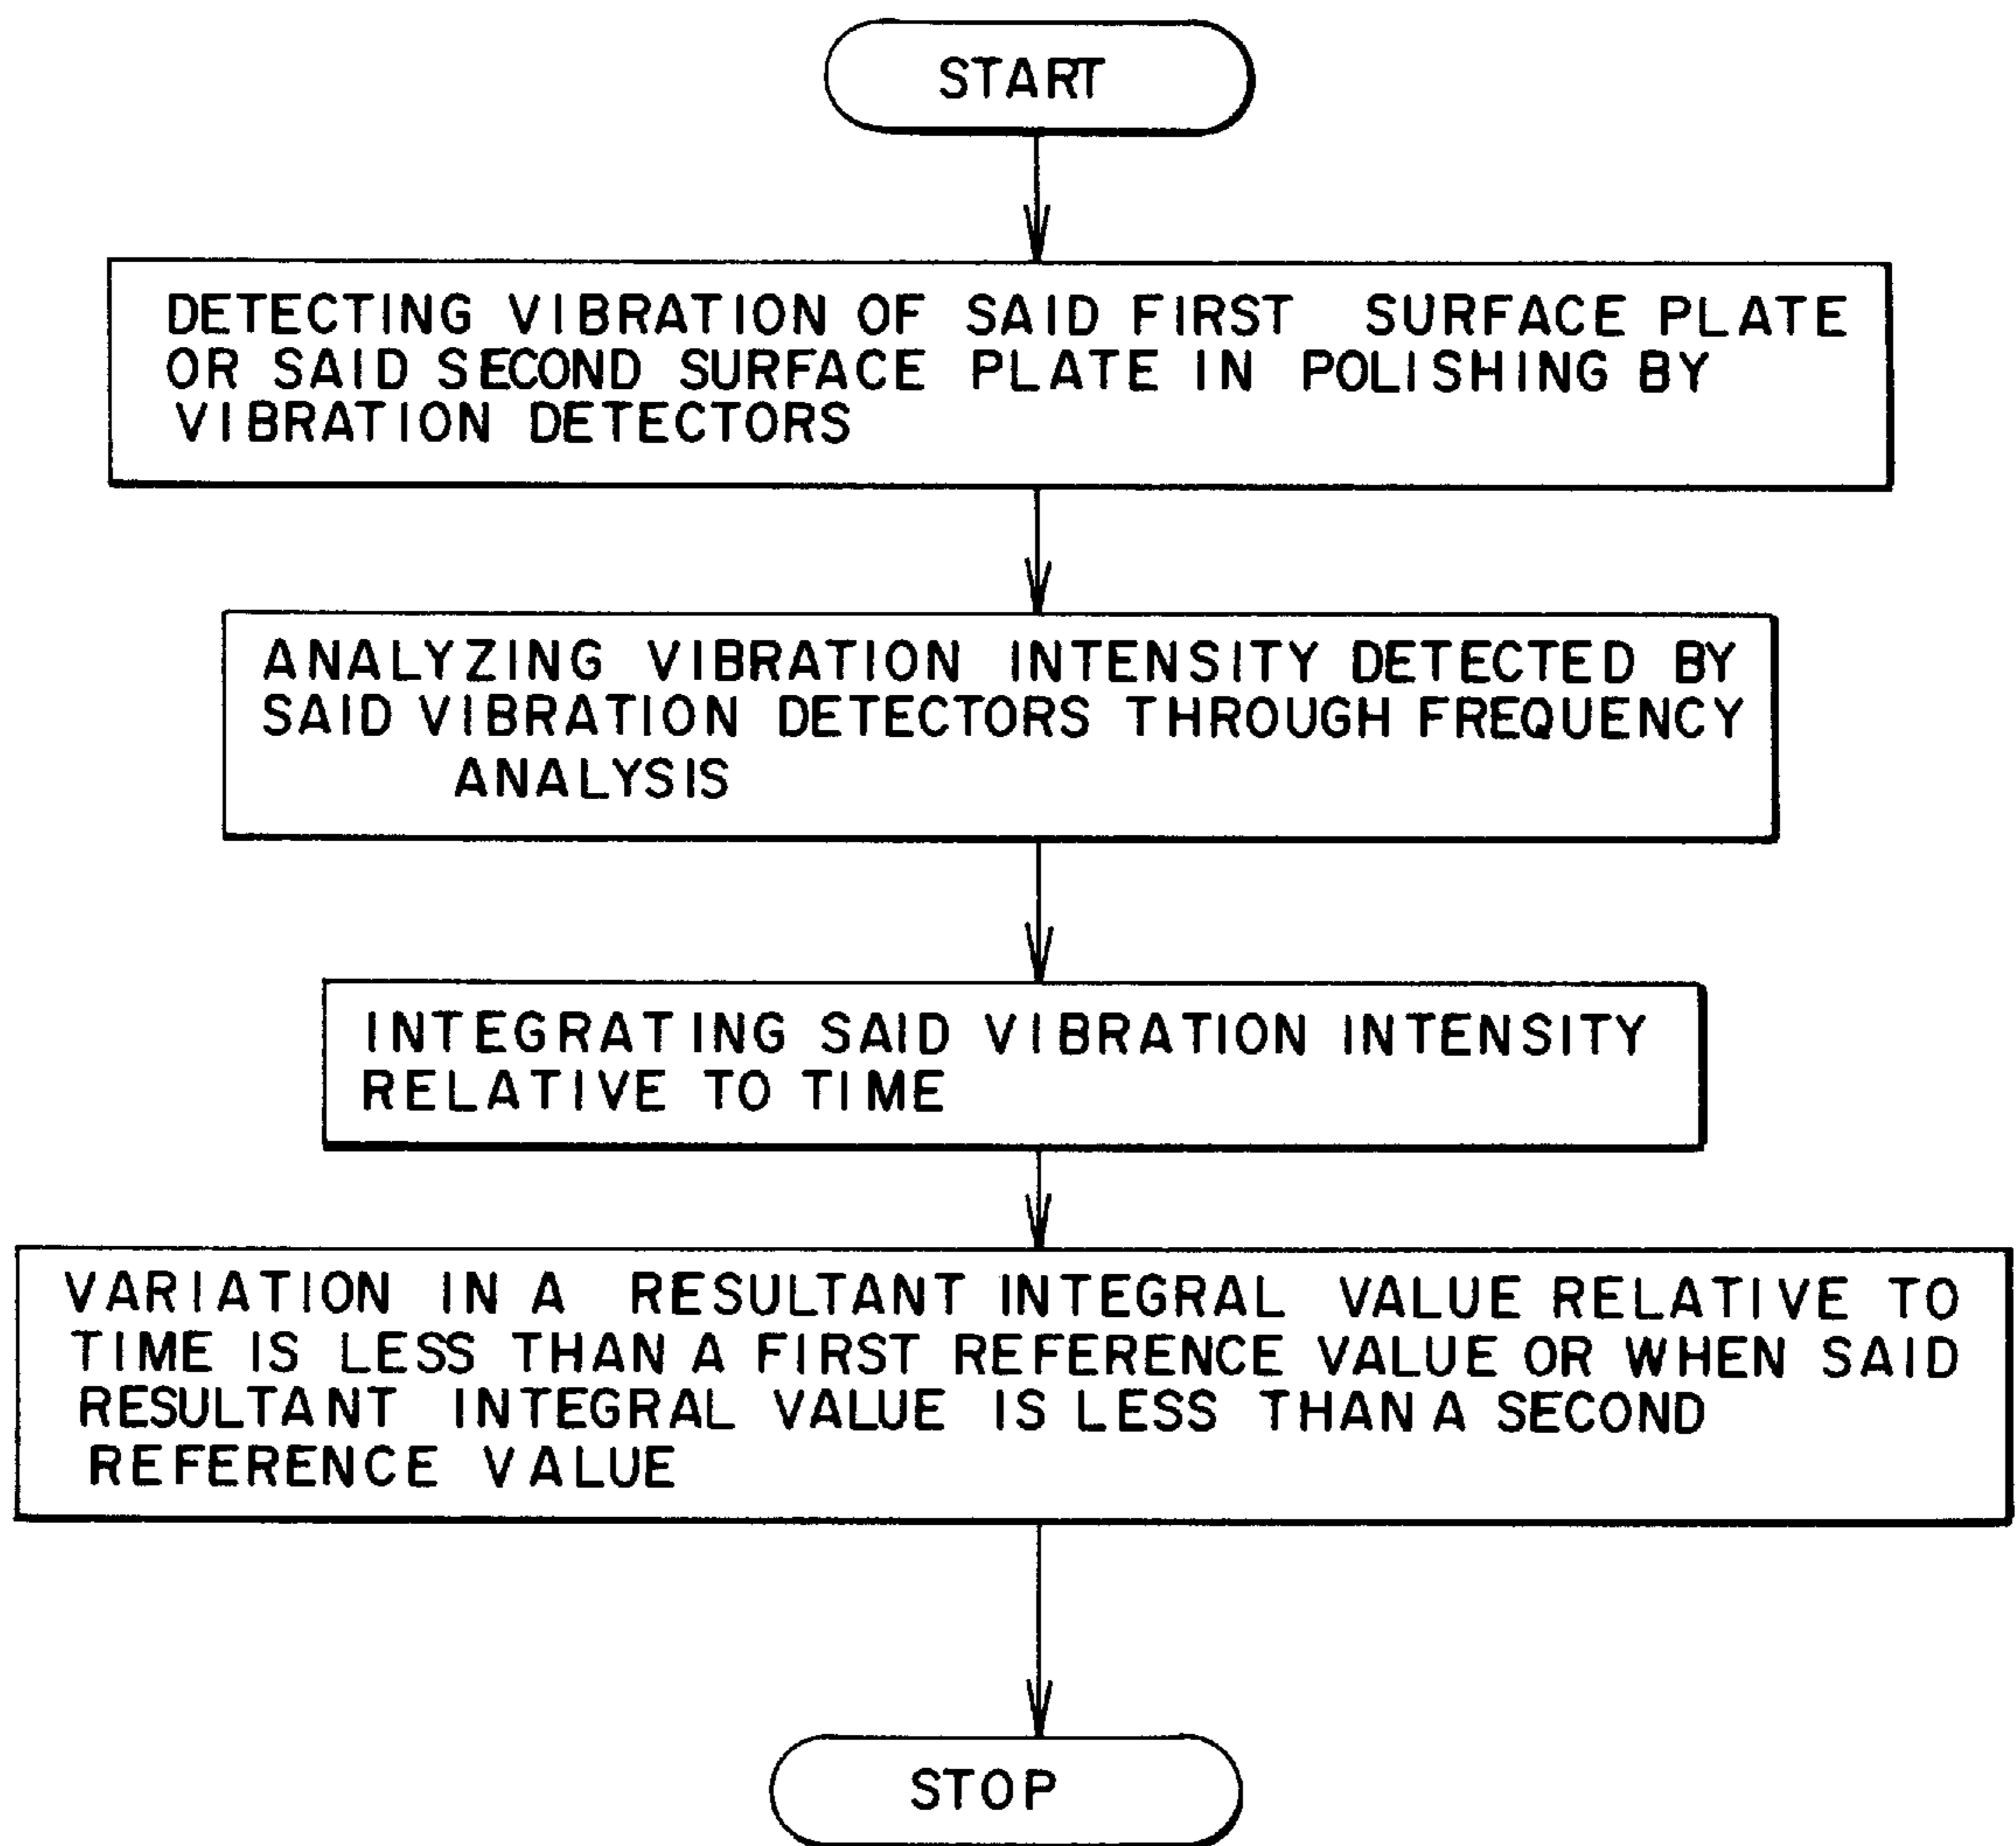 START
DETECTING VIBRATION OF SAID FIRST SURFACE PLATE
OR SAID SECOND SURFACE PLATE IN POLISHING BY
VIBRATION DETECTORS
ANALYZING VIBRATION INTENSITY DETECTED BY
SAID VIBRATION DETECTORS THROUGH FREQUENCY
ANALYSIS
INTEGRATING SAID VIBRATION INTENSITY
RELATIVE TO TIME
VARIATION IN A RESULTANT INTEGRAL VALUE RELATIVE TO
TIME IS LESS THAN A FIRST REFERENCE VALUE OR WHEN SAID
RESULTANT INTEGRAL VALUE IS LESS THAN A SECOND
REFERENCE VALUE
STOP